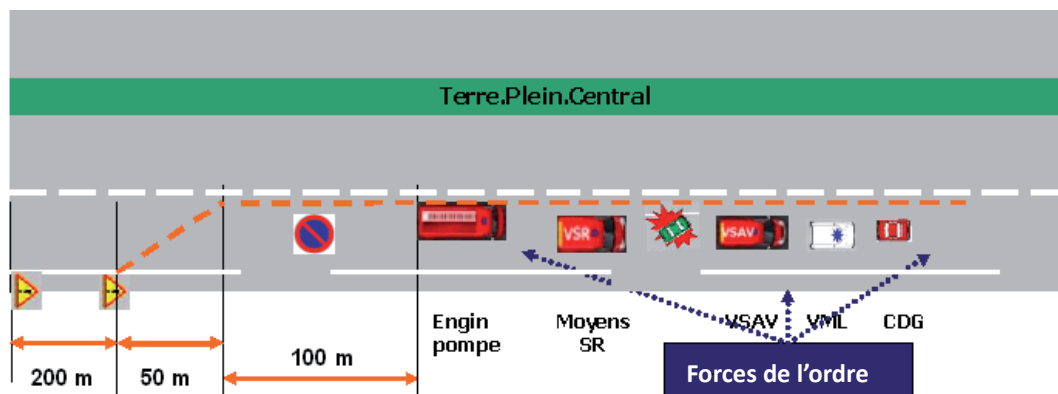 Terre.Plein.Central
VSR
VSAV
Engin
pompe
Moyens
SR
VSAV
VML
CDG
200 m
50 m
100 m
Forces de l’ordre